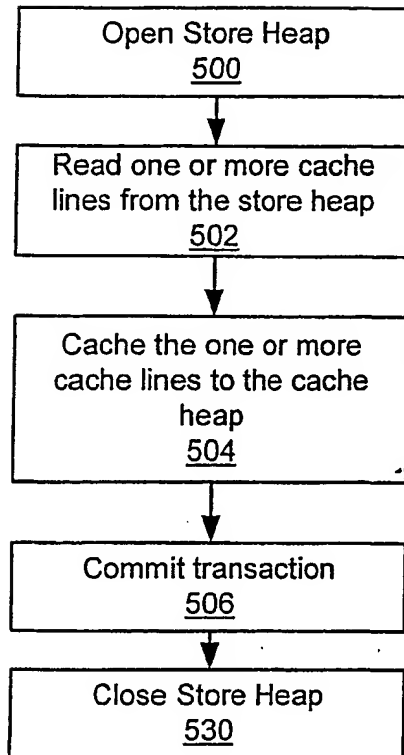 Open Store Heap
500
Read one or more cache
lines from the store heap
502
Cache the one or more
cache lines to the cache
heap
504
Commit transaction
506
Close Store Heap
530